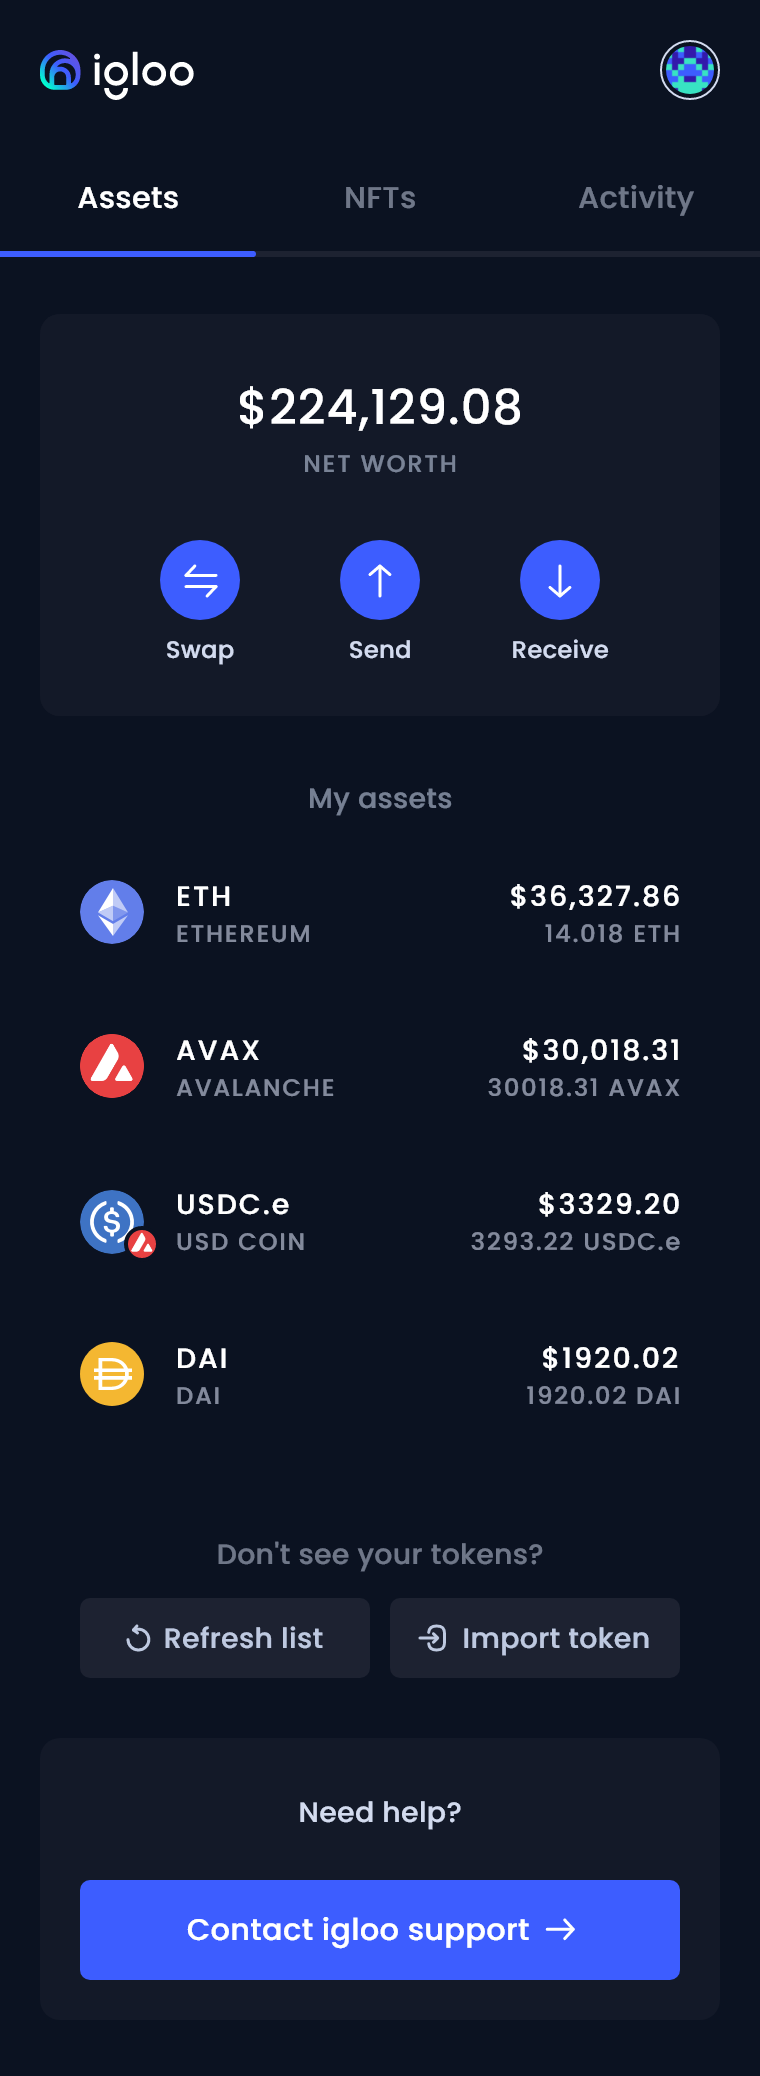 igloo
Assets NFTs Activity
$224,129.08
NET WORTH
Swap Send Receive
My assets
ETH $36,327.86
ETHEREUM 14.018 ETH
AVAX $30,018.31
AVALANCHE 30018.31 AVAX
USDC.e $3329.20
USD COIN 3293.22 USDC.e
DAI $1920.02
DAI 1920.02 DAI
Don't see your tokens?
Refresh list Import token
Need help?
Contact igloo support →